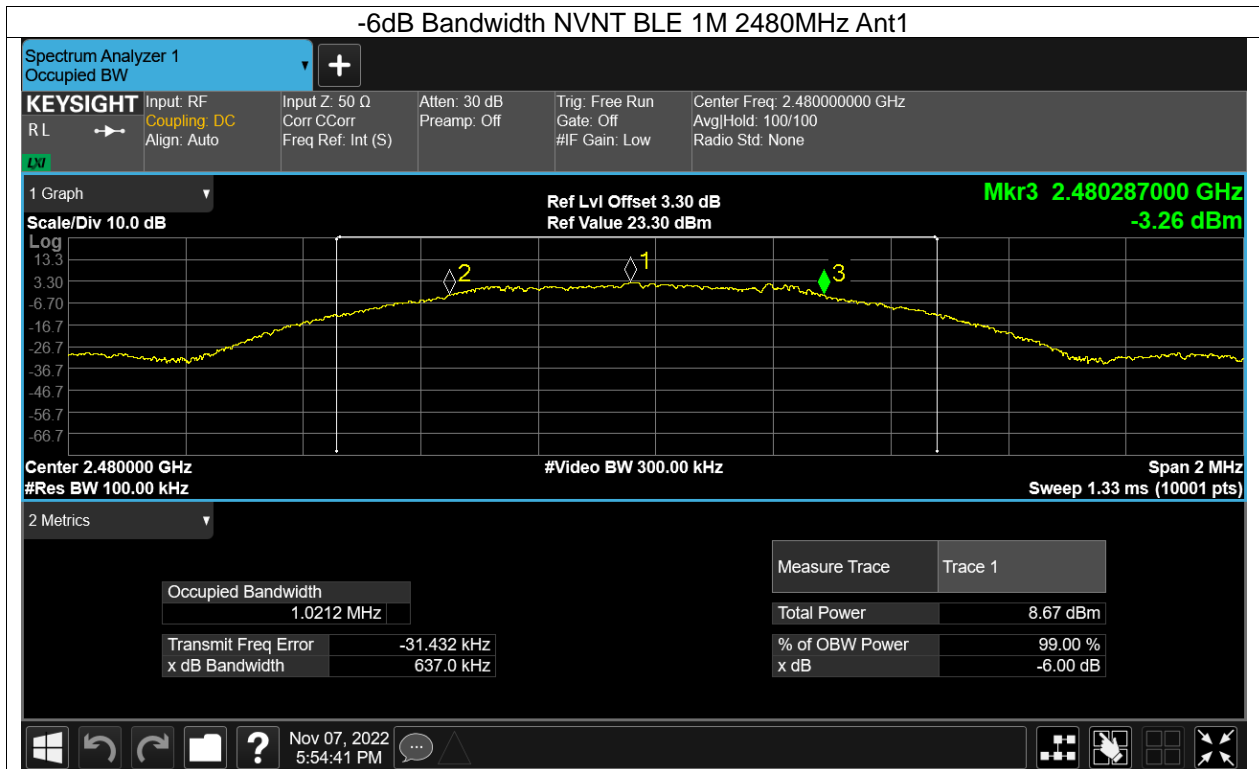 -6dB Bandwidth NVNT BLE 1M 2480MHz Ant1
Spectrum Analyzer 1
Occupied BW
KEYSIGHT
R L
LXI
Input: RF
Coupling: DC
Align: Auto
Input Z: 50 Ω
Corr CCorr
Freq Ref: Int (S)
Atten: 30 dB
Preamp: Off
Trig: Free Run
Gate: Off
#IF Gain: Low
Center Freq: 2.480000000 GHz
Avg|Hold: 100/100
Radio Std: None
1 Graph
Scale/Div 10.0 dB
Ref Lvl Offset 3.30 dB
Ref Value 23.30 dBm
Mkr3 2.480287000 GHz
-3.26 dBm
Log
13.3
3.30
-6.70
-16.7
-26.7
-36.7
-46.7
-56.7
-66.7
2
1
3
Center 2.480000 GHz
#Res BW 100.00 kHz
#Video BW 300.00 kHz
Span 2 MHz
Sweep 1.33 ms (10001 pts)
2 Metrics
Occupied Bandwidth
1.0212 MHz
Transmit Freq Error -31.432 kHz
x dB Bandwidth 637.0 kHz
Measure Trace Trace 1
Total Power 8.67 dBm
% of OBW Power 99.00 %
x dB -6.00 dB
?
Nov 07, 2022
5:54:41 PM